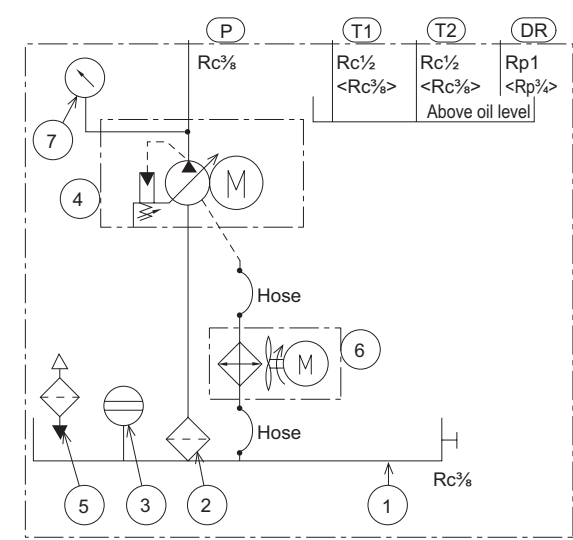 P
T1
T2
DR
Rc⅜
Rc½
Rc½
Rp1
<Rc⅜>
<Rc⅜>
<Rp¾>
Above oil level
7
4
M
Hose
6
M
Hose
5
3
2
1
Rc⅜